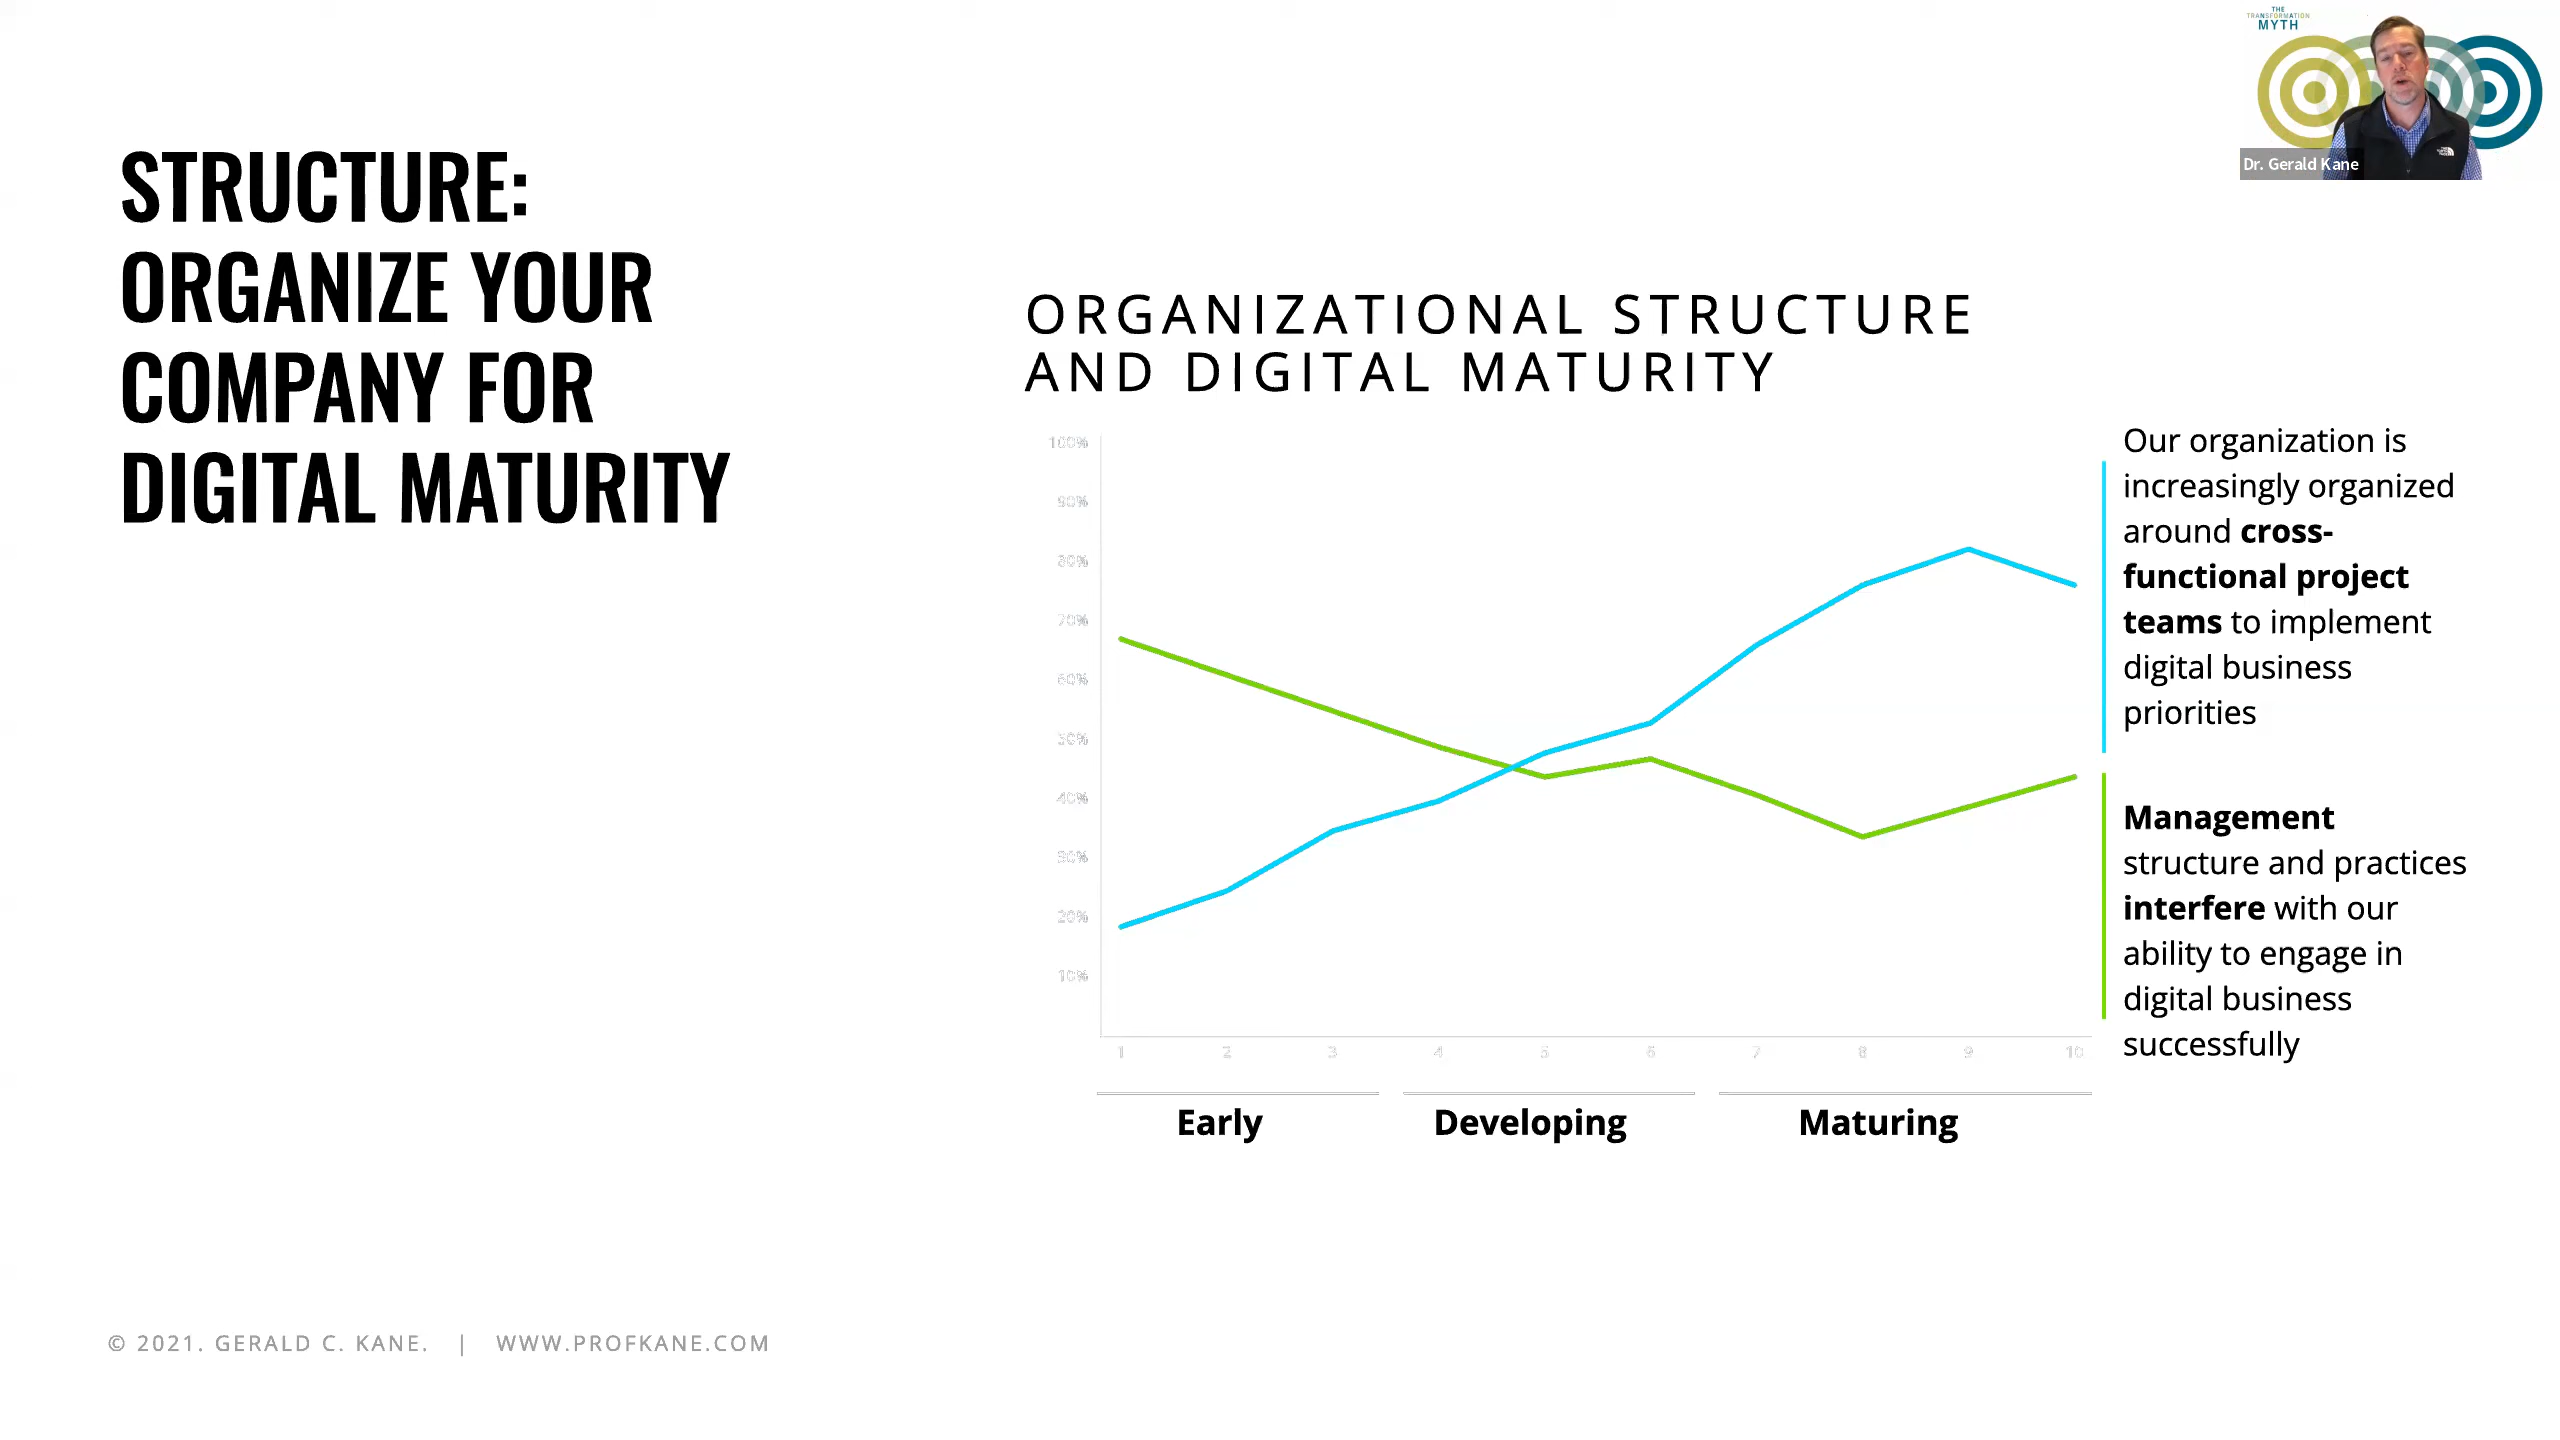 THE
TRANSFORMATION
MYTH
Dr. Gerald Kane
STRUCTURE:
ORGANIZE YOUR
COMPANY FOR
DIGITAL MATURITY
ORGANIZATIONAL STRUCTURE
AND DIGITAL MATURITY
100%
90%
80%
70%
60%
50%
40%
30%
20%
10%
1 2 3 4 5 6 7 8 9 10
Early Developing Maturing
Our organization is
increasingly organized
around cross-
functional project
teams to implement
digital business
priorities
Management
structure and practices
interfere with our
ability to engage in
digital business
successfully
© 2021. GERALD C. KANE. | WWW.PROFKANE.COM